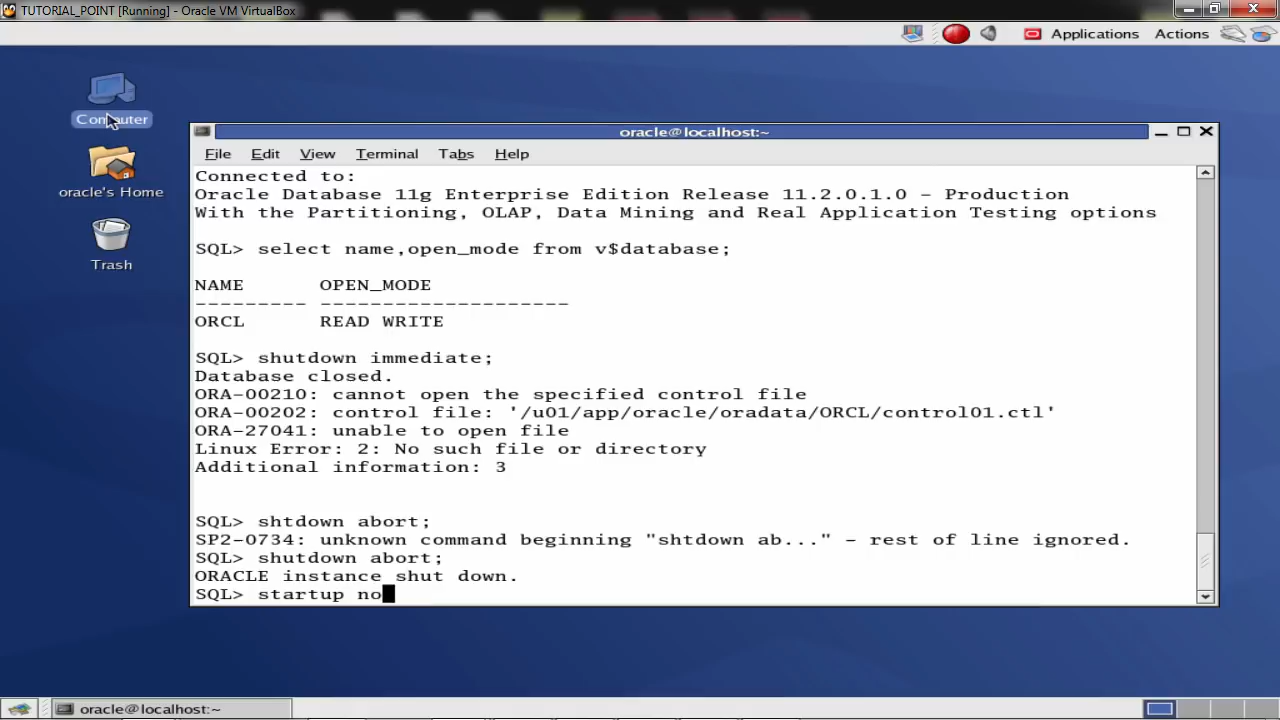 TUTORIAL_POINT [Running] - Oracle VM VirtualBox
Applications Actions
Computer
oracle's Home
Trash
oracle@localhost:~
File Edit View Terminal Tabs Help
Connected to:
Oracle Database 11g Enterprise Edition Release 11.2.0.1.0 - Production
With the Partitioning, OLAP, Data Mining and Real Application Testing options
SQL> select name,open_mode from v$database;
NAME OPEN_MODE
--------- --------------------
ORCL READ WRITE
SQL> shutdown immediate;
Database closed.
ORA-00210: cannot open the specified control file
ORA-00202: control file: '/u01/app/oracle/oradata/ORCL/control01.ctl'
ORA-27041: unable to open file
Linux Error: 2: No such file or directory
Additional information: 3
SQL> shtdown abort;
SP2-0734: unknown command beginning "shtdown ab..." - rest of line ignored.
SQL> shutdown abort;
ORACLE instance shut down.
SQL> startup no
oracle@localhost:~